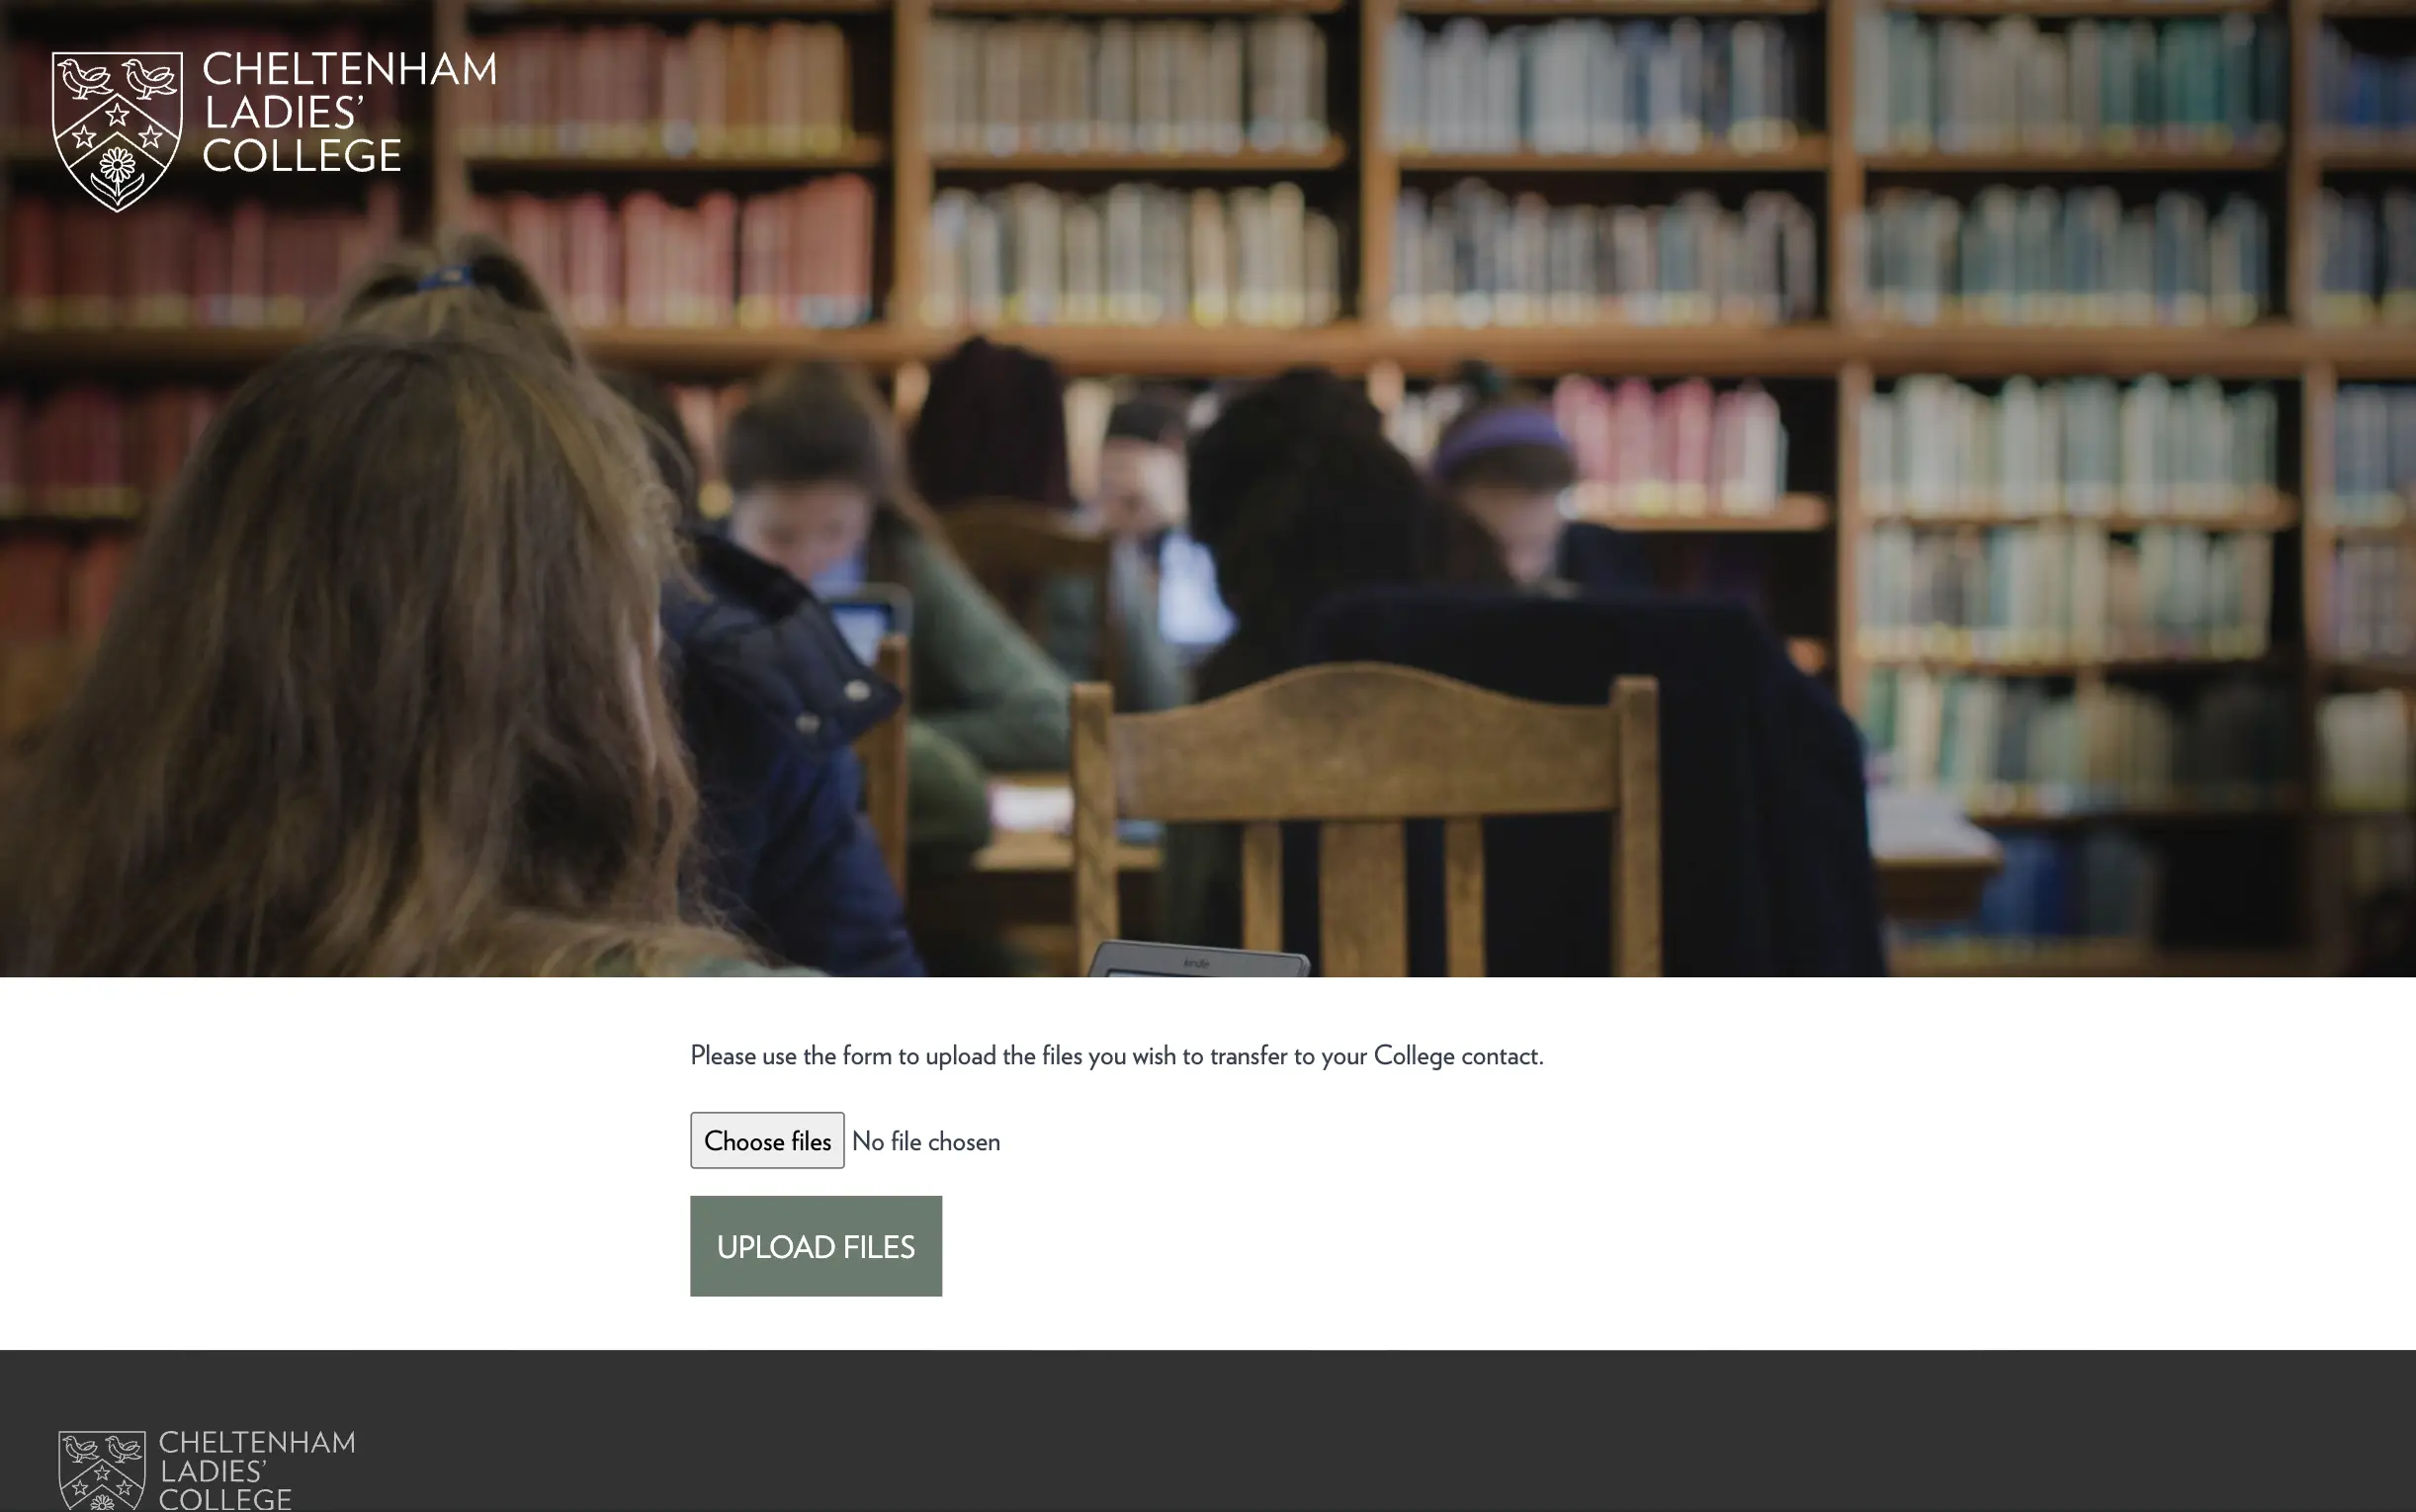 CHELTENHAM
LADIES'
COLLEGE
kindle
Please use the form to upload the files you wish to transfer to your College contact.
Choose files No file chosen
UPLOAD FILES
CHELTENHAM
LADIES'
COLLEGE